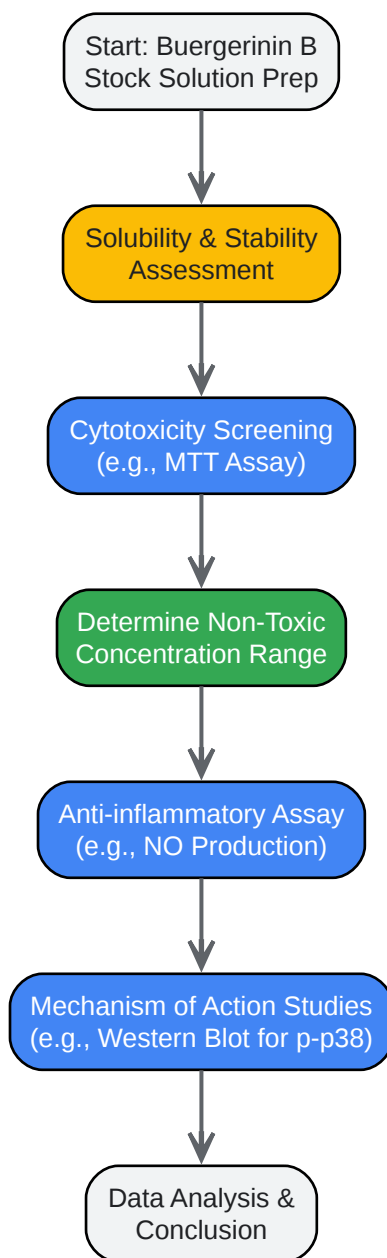 Start: Buergerinin B
Stock Solution Prep
Solubility & Stability
Assessment
Cytotoxicity Screening
(e.g., MTT Assay)
Determine Non-Toxic
Concentration Range
Anti-inflammatory Assay
(e.g., NO Production)
Mechanism of Action Studies
(e.g., Western Blot for p-p38)
Data Analysis &
Conclusion